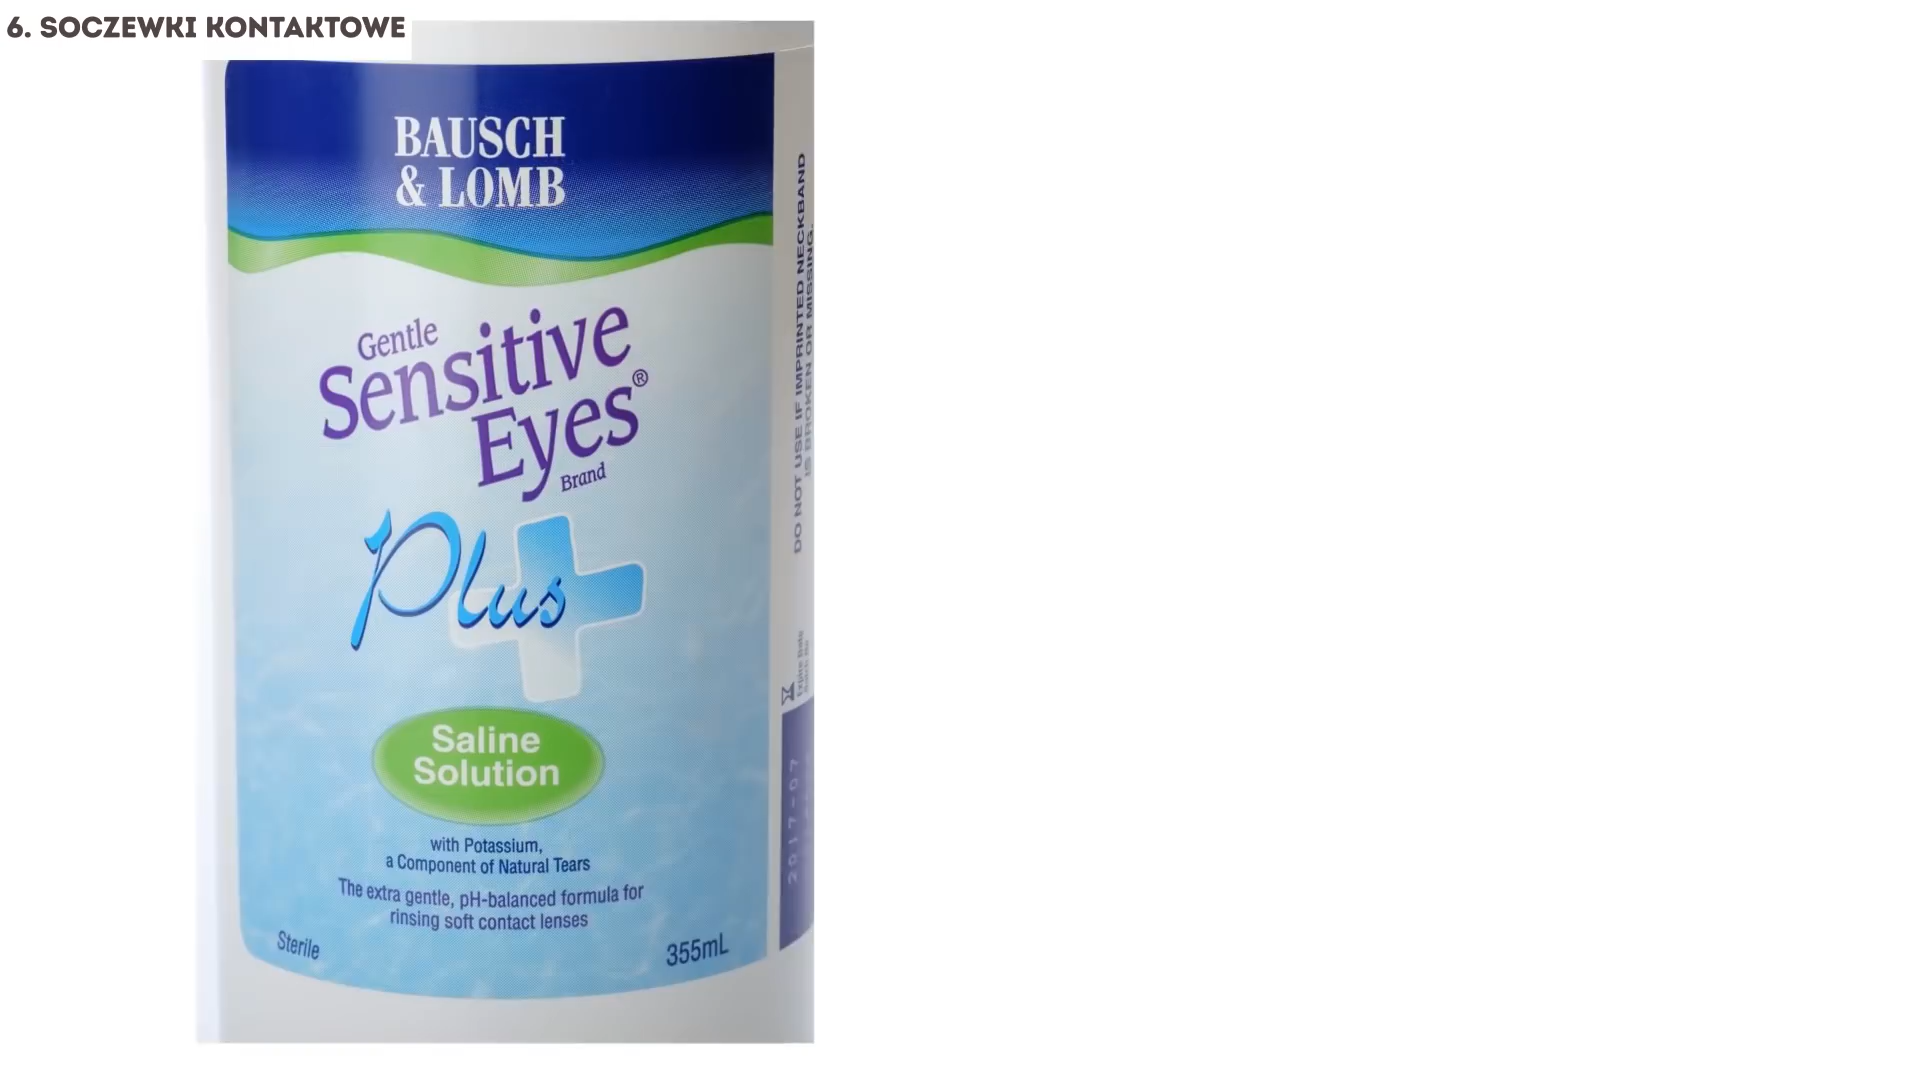 6. SOCZEWKI KONTAKTOWE
BAUSCH
& LOMB
Gentle
Sensitive
Eyes®
Brand
Plus
Saline
Solution
with Potassium,
a Component of Natural Tears
The extra gentle, pH-balanced formula for
rinsing soft contact lenses
Sterile
355mL
DO NOT USE IF IMPRINTED NECKBAND
IS BROKEN OR MISSING.
Expire Date
2017-07